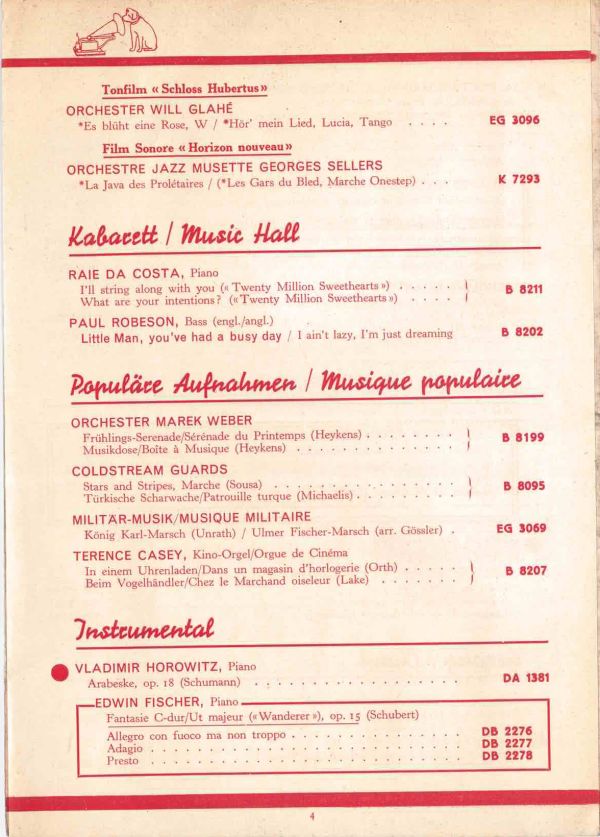 Tonfilm «Schloss Hubertus»
ORCHESTER WILL GLAHÉ
*Es blüht eine Rose, W / *Hör' mein Lied, Lucia, Tango . . . . EG 3096
Film Sonore «Horizon nouveau»
ORCHESTRE JAZZ MUSETTE GEORGES SELLERS
*La Java des Prolétaires / (*Les Gars du Bled, Marche Onestep) . . . K 7293
Kabarett / Music Hall
RAIE DA COSTA, Piano
I'll string along with you («Twenty Million Sweethearts») . . . . . } B 8211
What are your intentions? («Twenty Million Sweethearts») . . . .
PAUL ROBESON, Bass (engl./angl.)
Little Man, you've had a busy day / I ain't lazy, I'm just dreaming B 8202
Populäre Aufnahmen / Musique populaire
ORCHESTER MAREK WEBER
Frühlings-Serenade/Sérénade du Printemps (Heykens) . . . . . . . . } B 8199
Musikdose/Boîte à Musique (Heykens) . . . . . . . . . . . . .
COLDSTREAM GUARDS
Stars and Stripes, Marche (Sousa) . . . . . . . . . . . . . . . } B 8095
Türkische Scharwache/Patrouille turque (Michaelis) . . . . . . . .
MILITÄR-MUSIK/MUSIQUE MILITAIRE
König Karl-Marsch (Unrath) / Ulmer Fischer-Marsch (arr. Gössler) . EG 3069
TERENCE CASEY, Kino-Orgel/Orgue de Cinéma
In einem Uhrenladen/Dans un magasin d'horlogerie (Orth) . . . . . } B 8207
Beim Vogelhändler/Chez le Marchand oiseleur (Lake) . . . . . . .
Instrumental
VLADIMIR HOROWITZ, Piano
Arabeske, op. 18 (Schumann) . . . . . . . . . . . . . . . . . DA 1381
EDWIN FISCHER, Piano
Fantasie C-dur/Ut majeur («Wanderer»), op. 15 (Schubert)
Allegro con fuoco ma non troppo . . . . . . . . . . . . . . DB 2276
Adagio . . . . . . . . . . . . . . . . . . . . . . . . . DB 2277
Presto . . . . . . . . . . . . . . . . . . . . . . . . . DB 2278
4